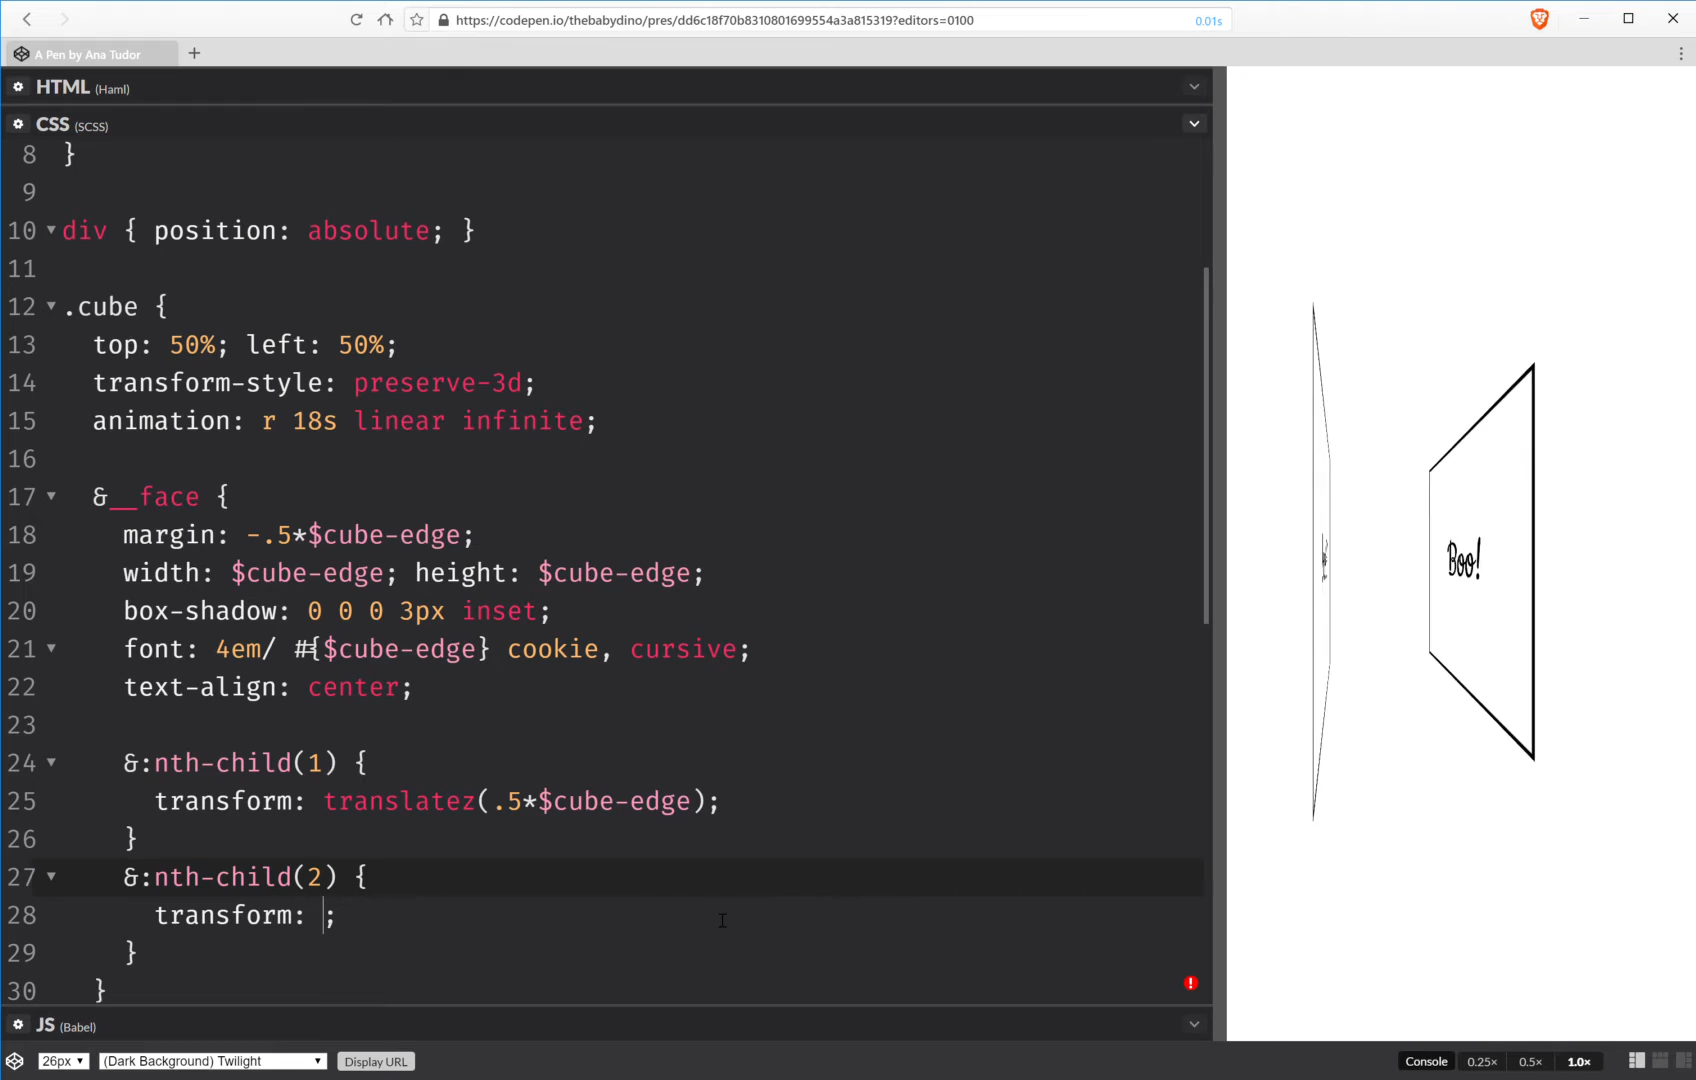 https://codepen.io/thebabydino/pres/dd6c18f70b8310801699554a3a815319?editors=0100
0.01s
A Pen by Ana Tudor
HTML (Haml)
CSS (SCSS)
8 }
9
10 div { position: absolute; }
11
12 .cube {
13 top: 50%; left: 50%;
14 transform-style: preserve-3d;
15 animation: r 18s linear infinite;
16
17 &__face {
18 margin: -.5*$cube-edge;
19 width: $cube-edge; height: $cube-edge;
20 box-shadow: 0 0 0 3px inset;
21 font: 4em/ #{$cube-edge} cookie, cursive;
22 text-align: center;
23
24 &:nth-child(1) {
25 transform: translatez(.5*$cube-edge);
26 }
27 &:nth-child(2) {
28 transform: ;
29 }
30 }
Boo!
JS (Babel)
26px
(Dark Background) Twilight
Display URL
Console
0.25×
0.5×
1.0×